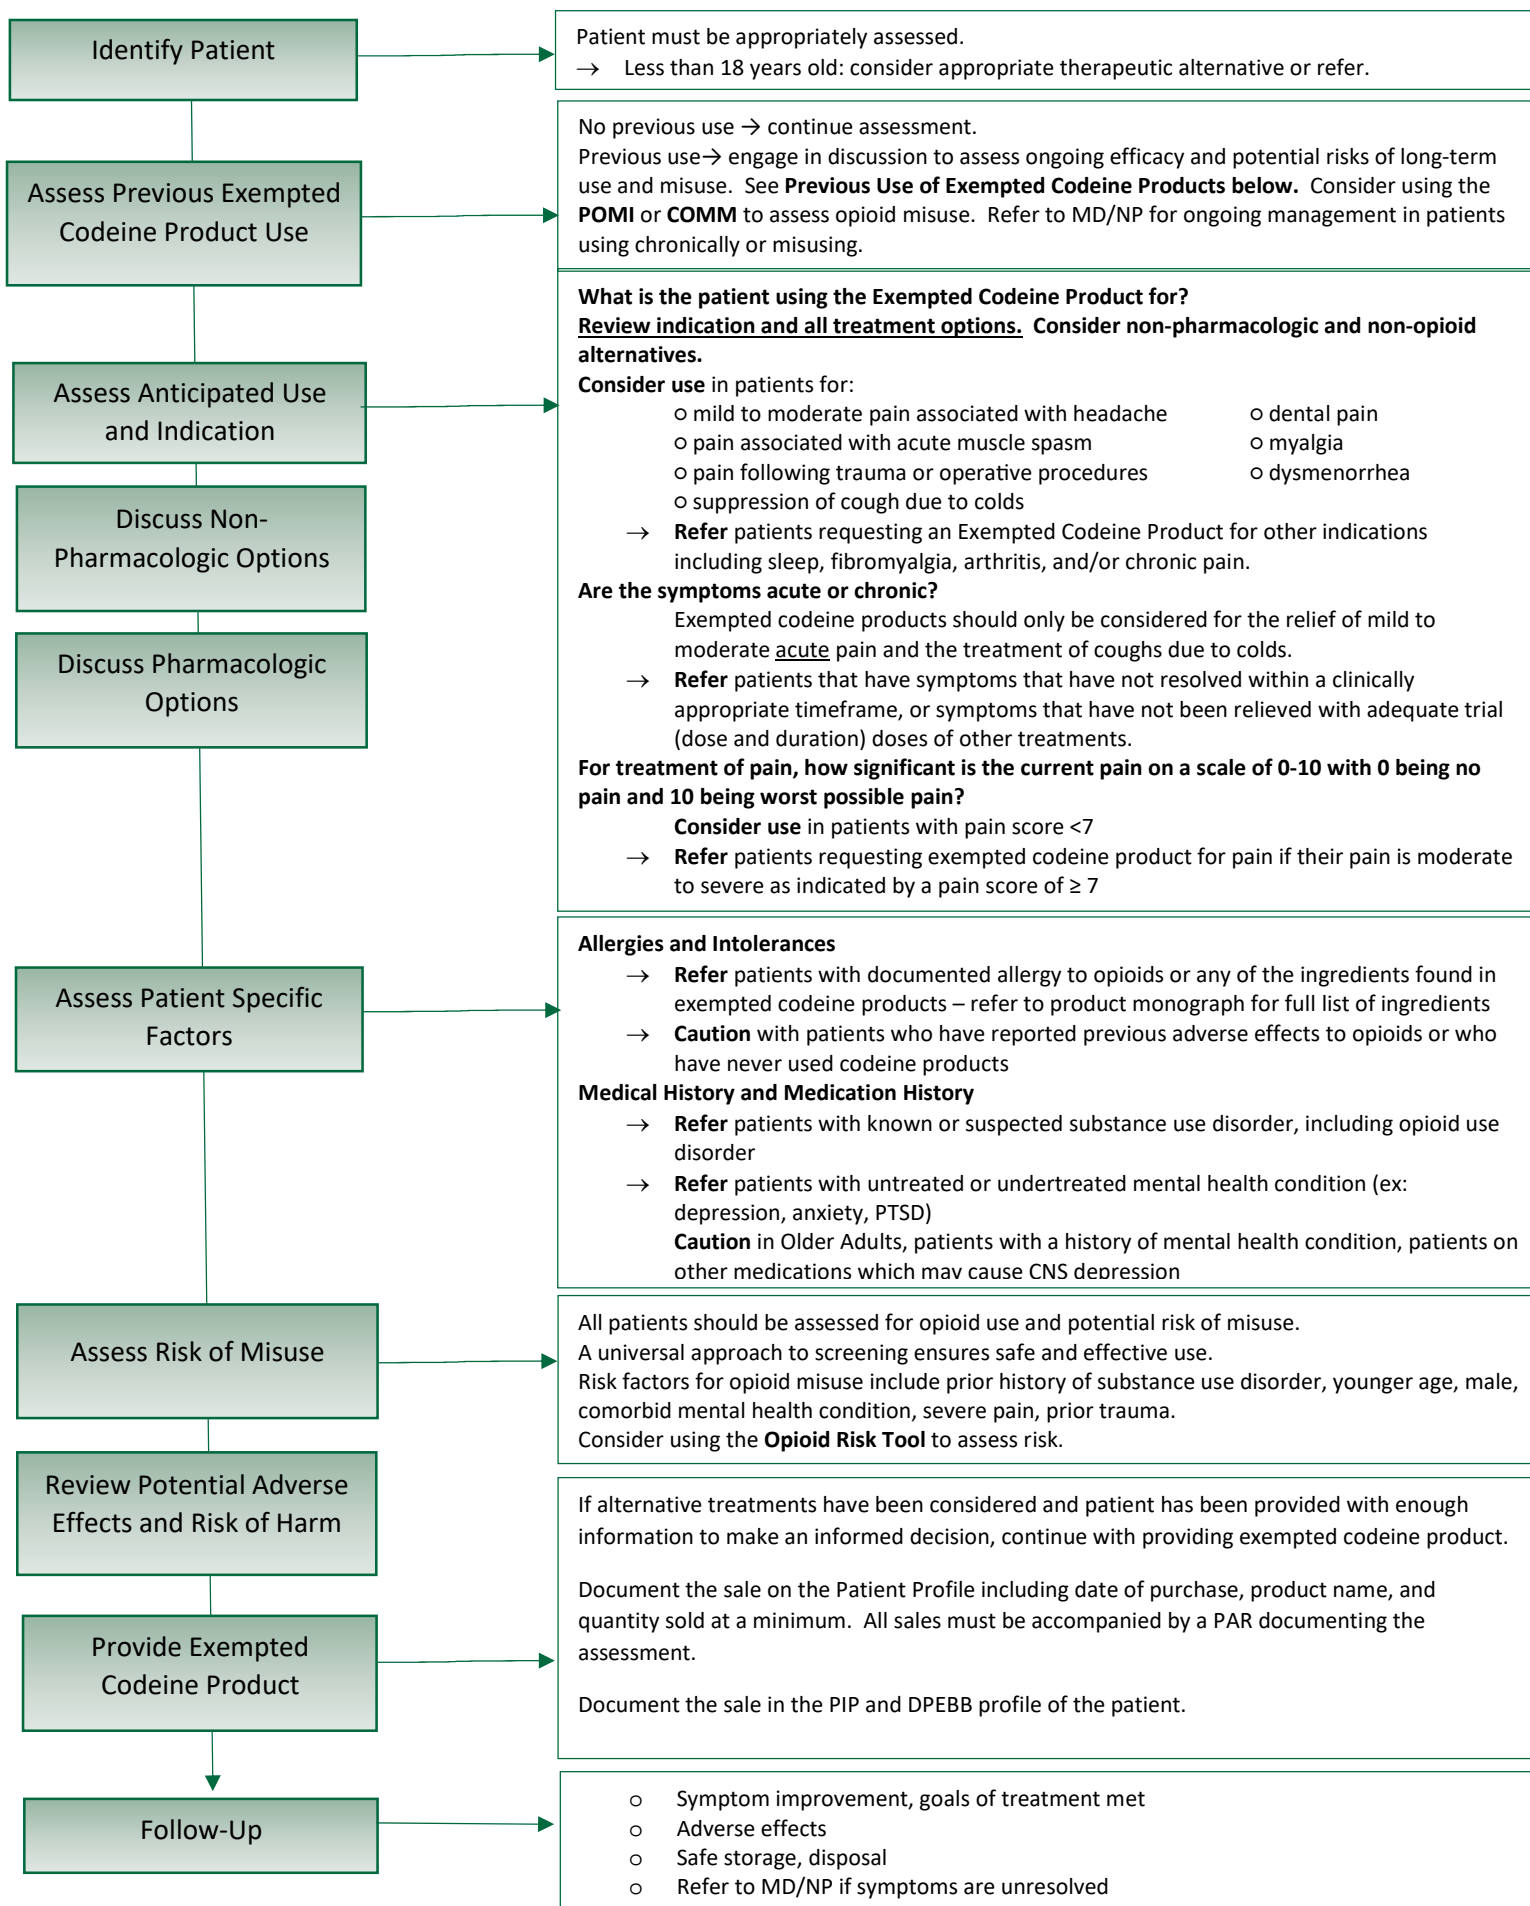 Identify Patient
Patient must be appropriately assessed.
→ Less than 18 years old: consider appropriate therapeutic alternative or refer.
Assess Previous Exempted
Codeine Product Use
No previous use → continue assessment.
Previous use→ engage in discussion to assess ongoing efficacy and potential risks of long-term
use and misuse. See Previous Use of Exempted Codeine Products below. Consider using the
POMI or COMM to assess opioid misuse. Refer to MD/NP for ongoing management in patients
using chronically or misusing.
Assess Anticipated Use
and Indication
Discuss Non-
Pharmacologic Options
Discuss Pharmacologic
Options
What is the patient using the Exempted Codeine Product for?
Review indication and all treatment options. Consider non-pharmacologic and non-opioid
alternatives.
Consider use in patients for:
○ mild to moderate pain associated with headache ○ dental pain
○ pain associated with acute muscle spasm ○ myalgia
○ pain following trauma or operative procedures ○ dysmenorrhea
○ suppression of cough due to colds
→ Refer patients requesting an Exempted Codeine Product for other indications
including sleep, fibromyalgia, arthritis, and/or chronic pain.
Are the symptoms acute or chronic?
Exempted codeine products should only be considered for the relief of mild to
moderate acute pain and the treatment of coughs due to colds.
→ Refer patients that have symptoms that have not resolved within a clinically
appropriate timeframe, or symptoms that have not been relieved with adequate trial
(dose and duration) doses of other treatments.
For treatment of pain, how significant is the current pain on a scale of 0-10 with 0 being no
pain and 10 being worst possible pain?
Consider use in patients with pain score <7
→ Refer patients requesting exempted codeine product for pain if their pain is moderate
to severe as indicated by a pain score of ≥ 7
Assess Patient Specific
Factors
Allergies and Intolerances
→ Refer patients with documented allergy to opioids or any of the ingredients found in
exempted codeine products – refer to product monograph for full list of ingredients
→ Caution with patients who have reported previous adverse effects to opioids or who
have never used codeine products
Medical History and Medication History
→ Refer patients with known or suspected substance use disorder, including opioid use
disorder
→ Refer patients with untreated or undertreated mental health condition (ex:
depression, anxiety, PTSD)
Caution in Older Adults, patients with a history of mental health condition, patients on
other medications which may cause CNS depression
Assess Risk of Misuse
All patients should be assessed for opioid use and potential risk of misuse.
A universal approach to screening ensures safe and effective use.
Risk factors for opioid misuse include prior history of substance use disorder, younger age, male,
comorbid mental health condition, severe pain, prior trauma.
Consider using the Opioid Risk Tool to assess risk.
Review Potential Adverse
Effects and Risk of Harm
Provide Exempted
Codeine Product
If alternative treatments have been considered and patient has been provided with enough
information to make an informed decision, continue with providing exempted codeine product.
Document the sale on the Patient Profile including date of purchase, product name, and
quantity sold at a minimum. All sales must be accompanied by a PAR documenting the
assessment.
Document the sale in the PIP and DPEBB profile of the patient.
Follow-Up
○ Symptom improvement, goals of treatment met
○ Adverse effects
○ Safe storage, disposal
○ Refer to MD/NP if symptoms are unresolved